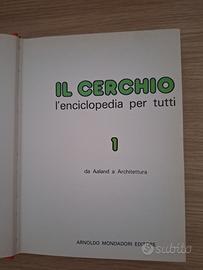 IL CERCHIO
l'enciclopedia per tutti
1
da Aaland a Architettura
ARNOLDO MONDADORI EDITORE
subito